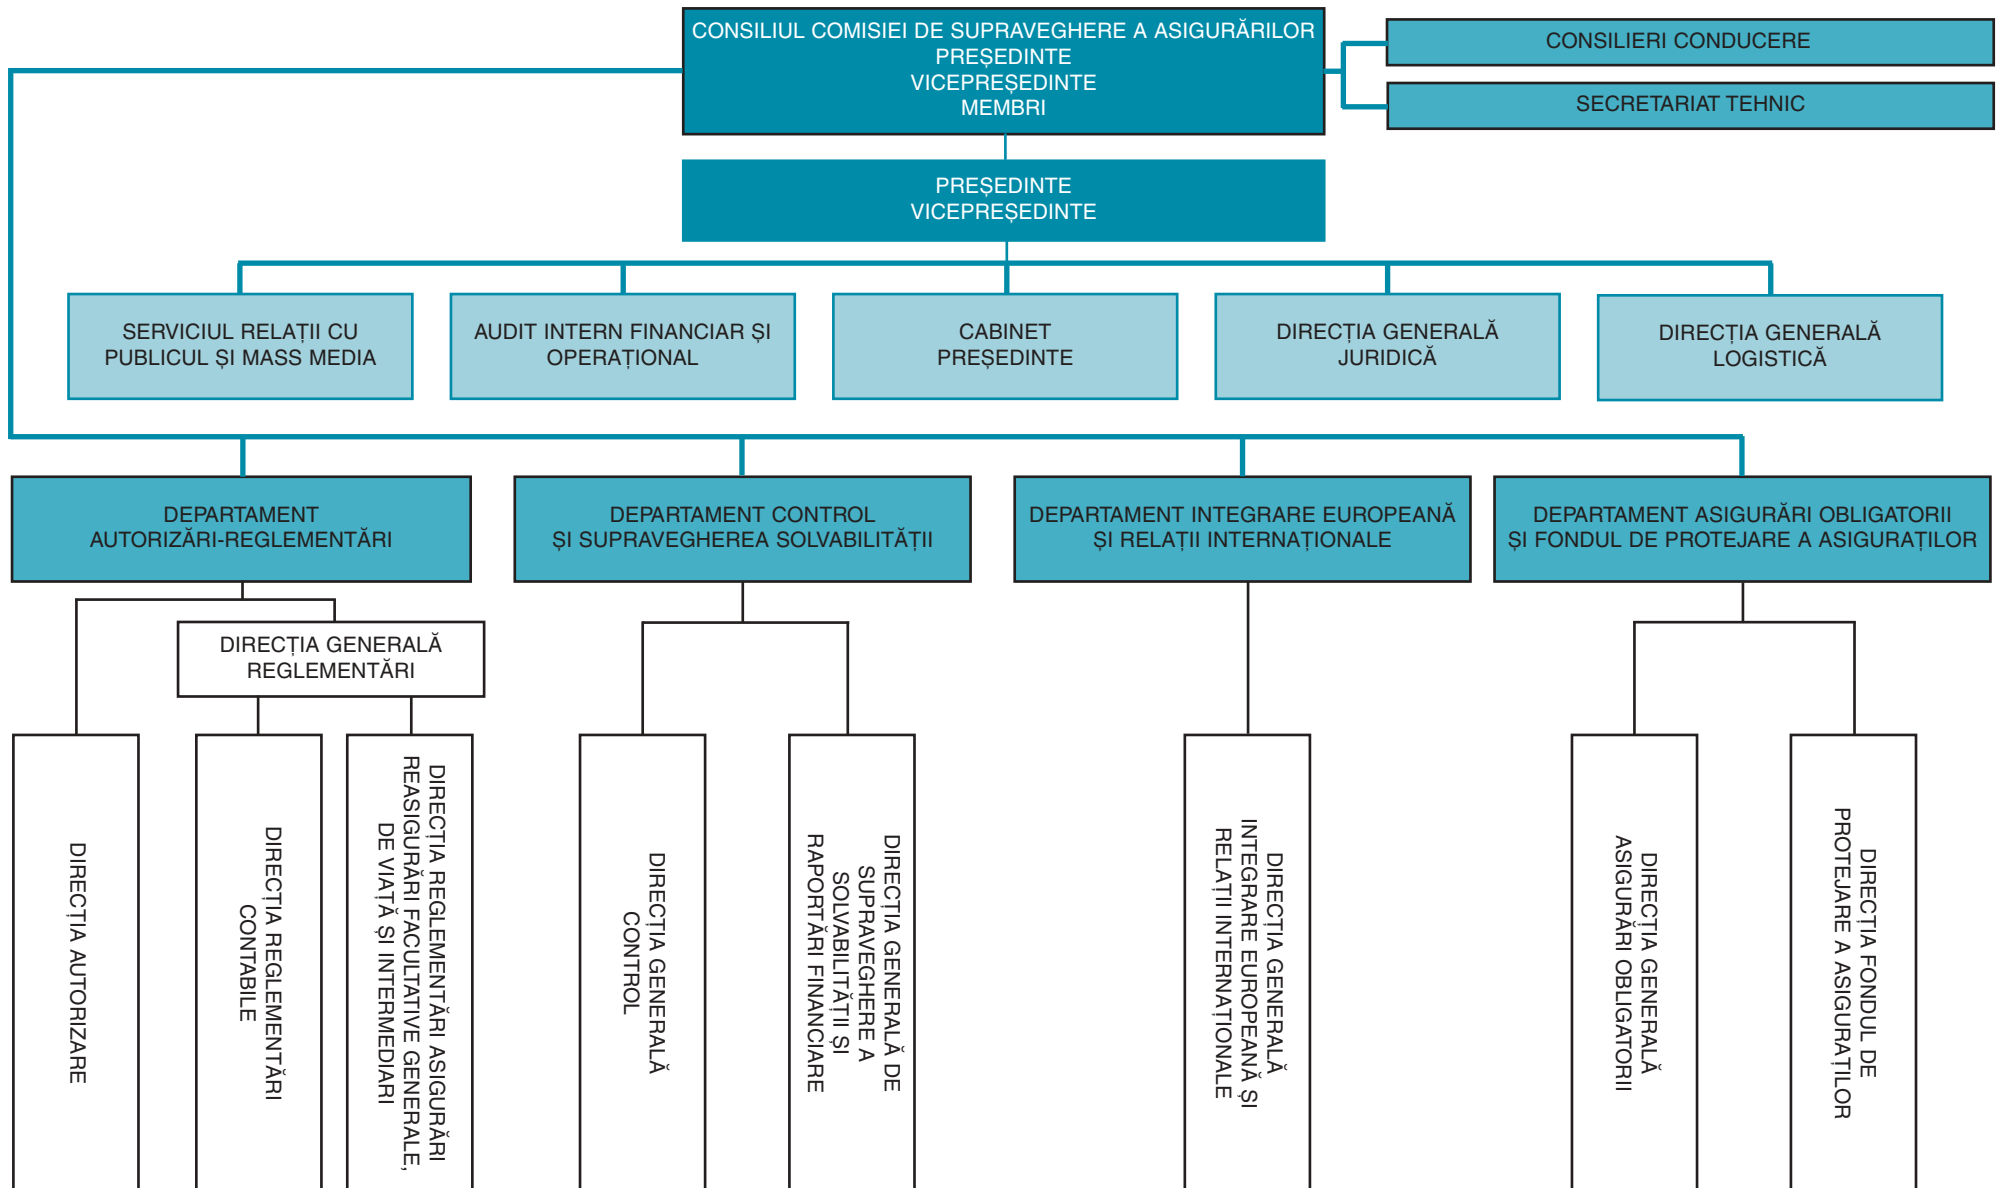 CONSILIUL COMISIEI DE SUPRAVEGHERE A ASIGURĂRILOR
PREȘEDINTE
VICEPREȘEDINTE
MEMBRI
CONSILIERI CONDUCERE
SECRETARIAT TEHNIC
PREȘEDINTE
VICEPREȘEDINTE
SERVICIUL RELAȚII CU
PUBLICUL ȘI MASS MEDIA
AUDIT INTERN FINANCIAR ȘI
OPERAȚIONAL
CABINET
PREȘEDINTE
DIRECȚIA GENERALĂ
JURIDICĂ
DIRECȚIA GENERALĂ
LOGISTICĂ
DEPARTAMENT
AUTORIZĂRI-REGLEMENTĂRI
DEPARTAMENT CONTROL
ȘI SUPRAVEGHEREA SOLVABILITĂȚII
DEPARTAMENT INTEGRARE EUROPEANĂ
ȘI RELAȚII INTERNAȚIONALE
DEPARTAMENT ASIGURĂRI OBLIGATORII
ȘI FONDUL DE PROTEJARE A ASIGURAȚILOR
DIRECȚIA GENERALĂ
REGLEMENTĂRI
DIRECȚIA AUTORIZARE
DIRECȚIA REGLEMENTĂRI
CONTABILE
DIRECȚIA REGLEMENTĂRI ASIGURĂRI
REASIGURĂRI FACULTATIVE GENERALE,
DE VIAȚĂ ȘI INTERMEDIARI
DIRECȚIA GENERALĂ
CONTROL
DIRECȚIA GENERALĂ DE
SUPRAVEGHERE A
SOLVABILITĂȚII ȘI
RAPORTĂRI FINANCIARE
DIRECȚIA GENERALĂ
INTEGRARE EUROPEANĂ ȘI
RELAȚII INTERNAȚIONALE
DIRECȚIA GENERALĂ
ASIGURĂRI OBLIGATORII
DIRECȚIA FONDUL DE
PROTEJARE A ASIGURAȚILOR